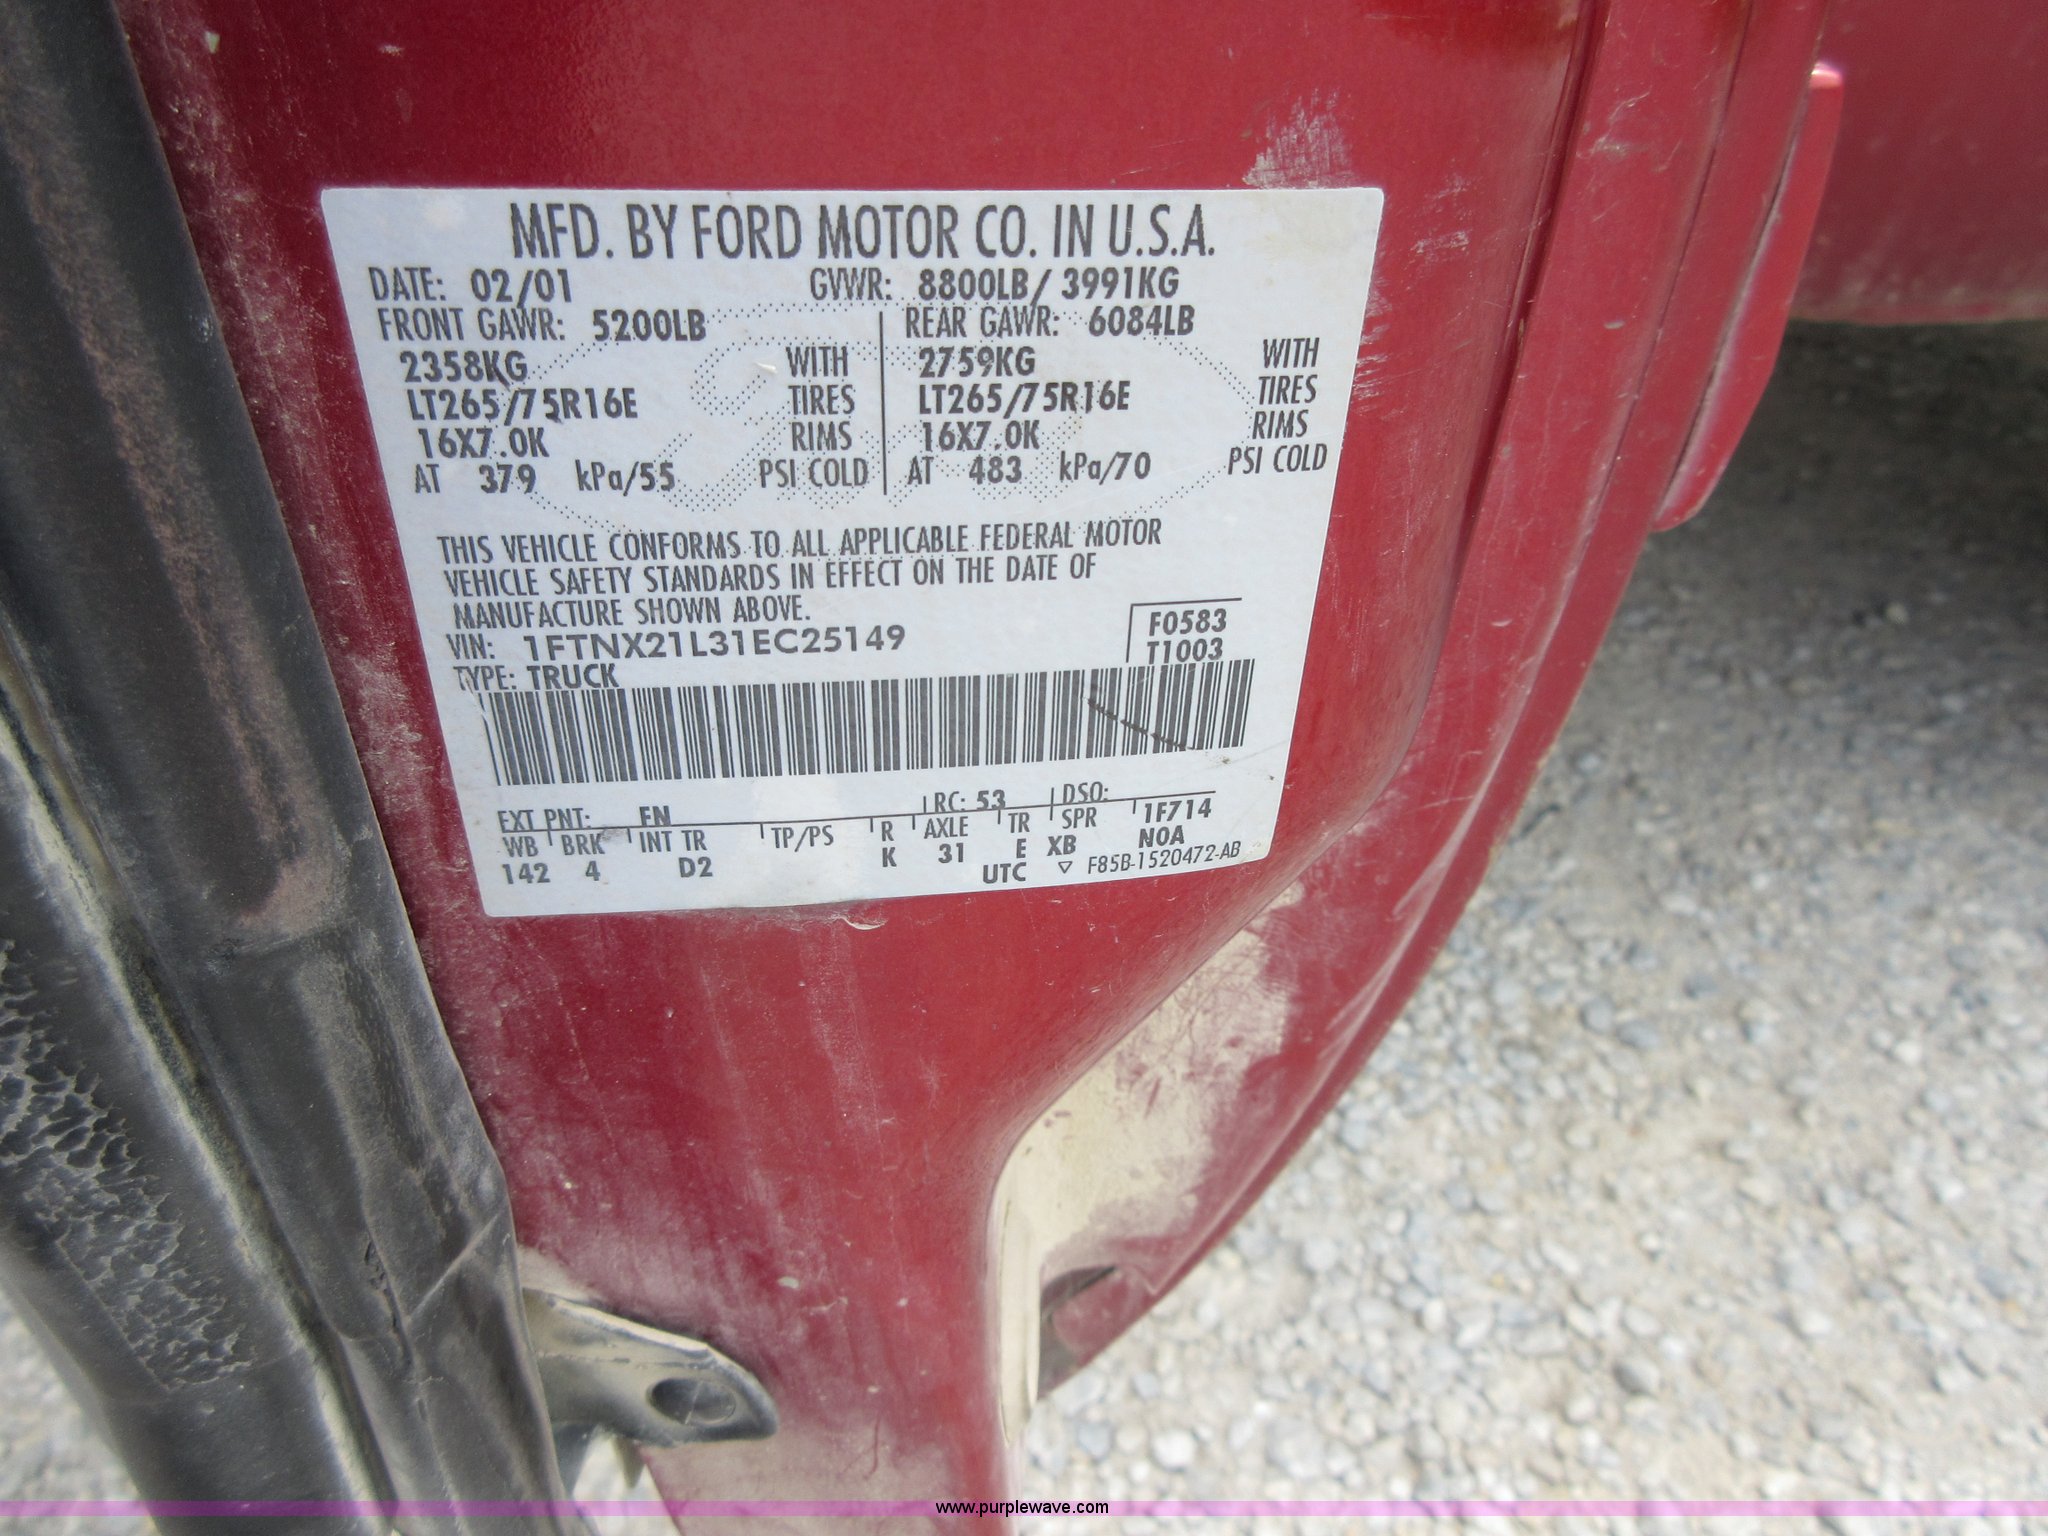 MFD. BY FORD MOTOR CO. IN U.S.A.
DATE: 02/01 GVWR: 8800LB/ 3991KG
FRONT GAWR: 5200LB REAR GAWR: 6084LB
2358KG WITH 2759KG WITH
LT265/75R16E TIRES LT265/75R16E TIRES
16X7.0K RIMS 16X7.0K RIMS
AT 379 kPa/55 PSI COLD AT 483 kPa/70 PSI COLD
THIS VEHICLE CONFORMS TO ALL APPLICABLE FEDERAL MOTOR
VEHICLE SAFETY STANDARDS IN EFFECT ON THE DATE OF
MANUFACTURE SHOWN ABOVE.
VIN: 1FTNX21L31EC25149 F0583
TYPE: TRUCK T1003
EXT PNT: FN RC: 53 DSO:
WB BRK INT TR TP/PS R AXLE TR SPR 1F714
142 4 D2 K 31 E XB N0A
UTC ▽ F85B-1520472-AB
www.purplewave.com